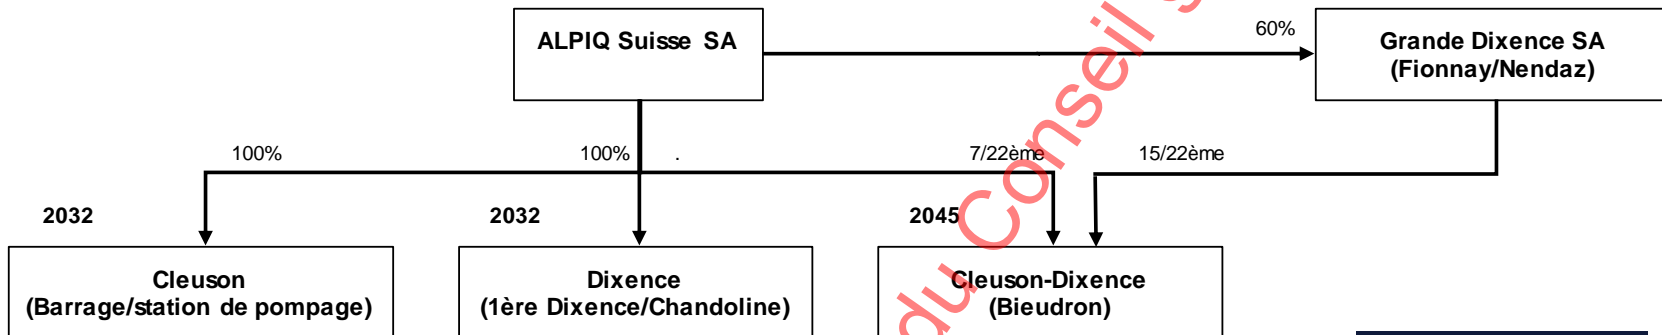 ALPIQ Suisse SA
60%
Grande Dixence SA
(Fionnay/Nendaz)
100%
100%
.
7/22ème
15/22ème
2032
2032
2045
Cleuson
(Barrage/station de pompage)
Dixence
(1ère Dixence/Chandoline)
Cleuson-Dixence
(Bieudron)
du Conseil